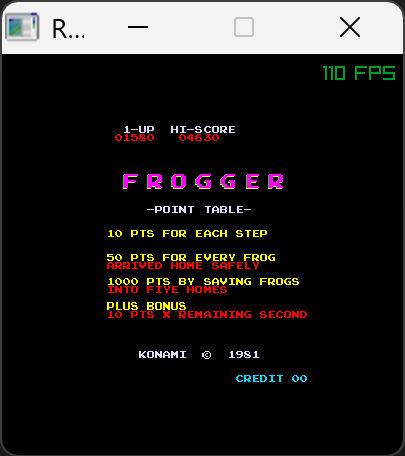 R...
110 FPS
1-UP HI-SCORE
01580 04630
FROGGER
-POINT TABLE-
10 PTS FOR EACH STEP
50 PTS FOR EVERY FROG
ARRIVED HOME SAFELY
1000 PTS BY SAVING FROGS
INTO FIVE HOMES
PLUS BONUS
10 PTS X REMAINING SECOND
KONAMI © 1981
CREDIT 00